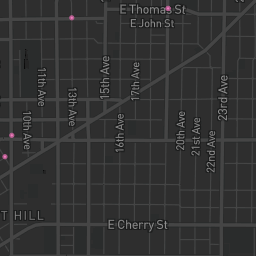 E Thomas St
E John St
11th Ave
10th Ave
13th Ave
15th Ave
16th Ave
17th Ave
20th Ave
21st Ave
22nd Ave
23rd Ave
T HILL
E Cherry St